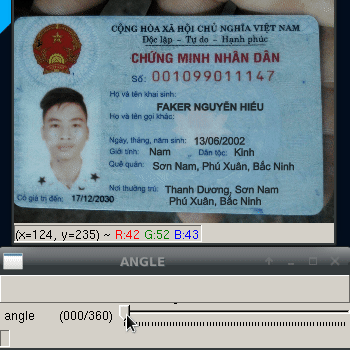 CỘNG HÒA XÃ HỘI CHỦ NGHĨA VIỆT NAM
Độc lập - Tự do - Hạnh phúc
CHỨNG MINH NHÂN DÂN
Số: 001099011147
Họ và tên khai sinh:
FAKER NGUYÊN HIẾU
Họ và tên gọi khác:
Ngày, tháng, năm sinh: 13/06/2002
Giới tính: Nam Dân tộc: Kinh
Quê quán: Sơn Nam, Phú Xuân, Bắc Ninh
Nơi thường trú: Thanh Dương, Sơn Nam
Phú Xuân, Bắc Ninh
Có giá trị đến: 17/12/2030
(x=124, y=235) ~ R:42 G:52 B:43
ANGLE
angle (000/360)